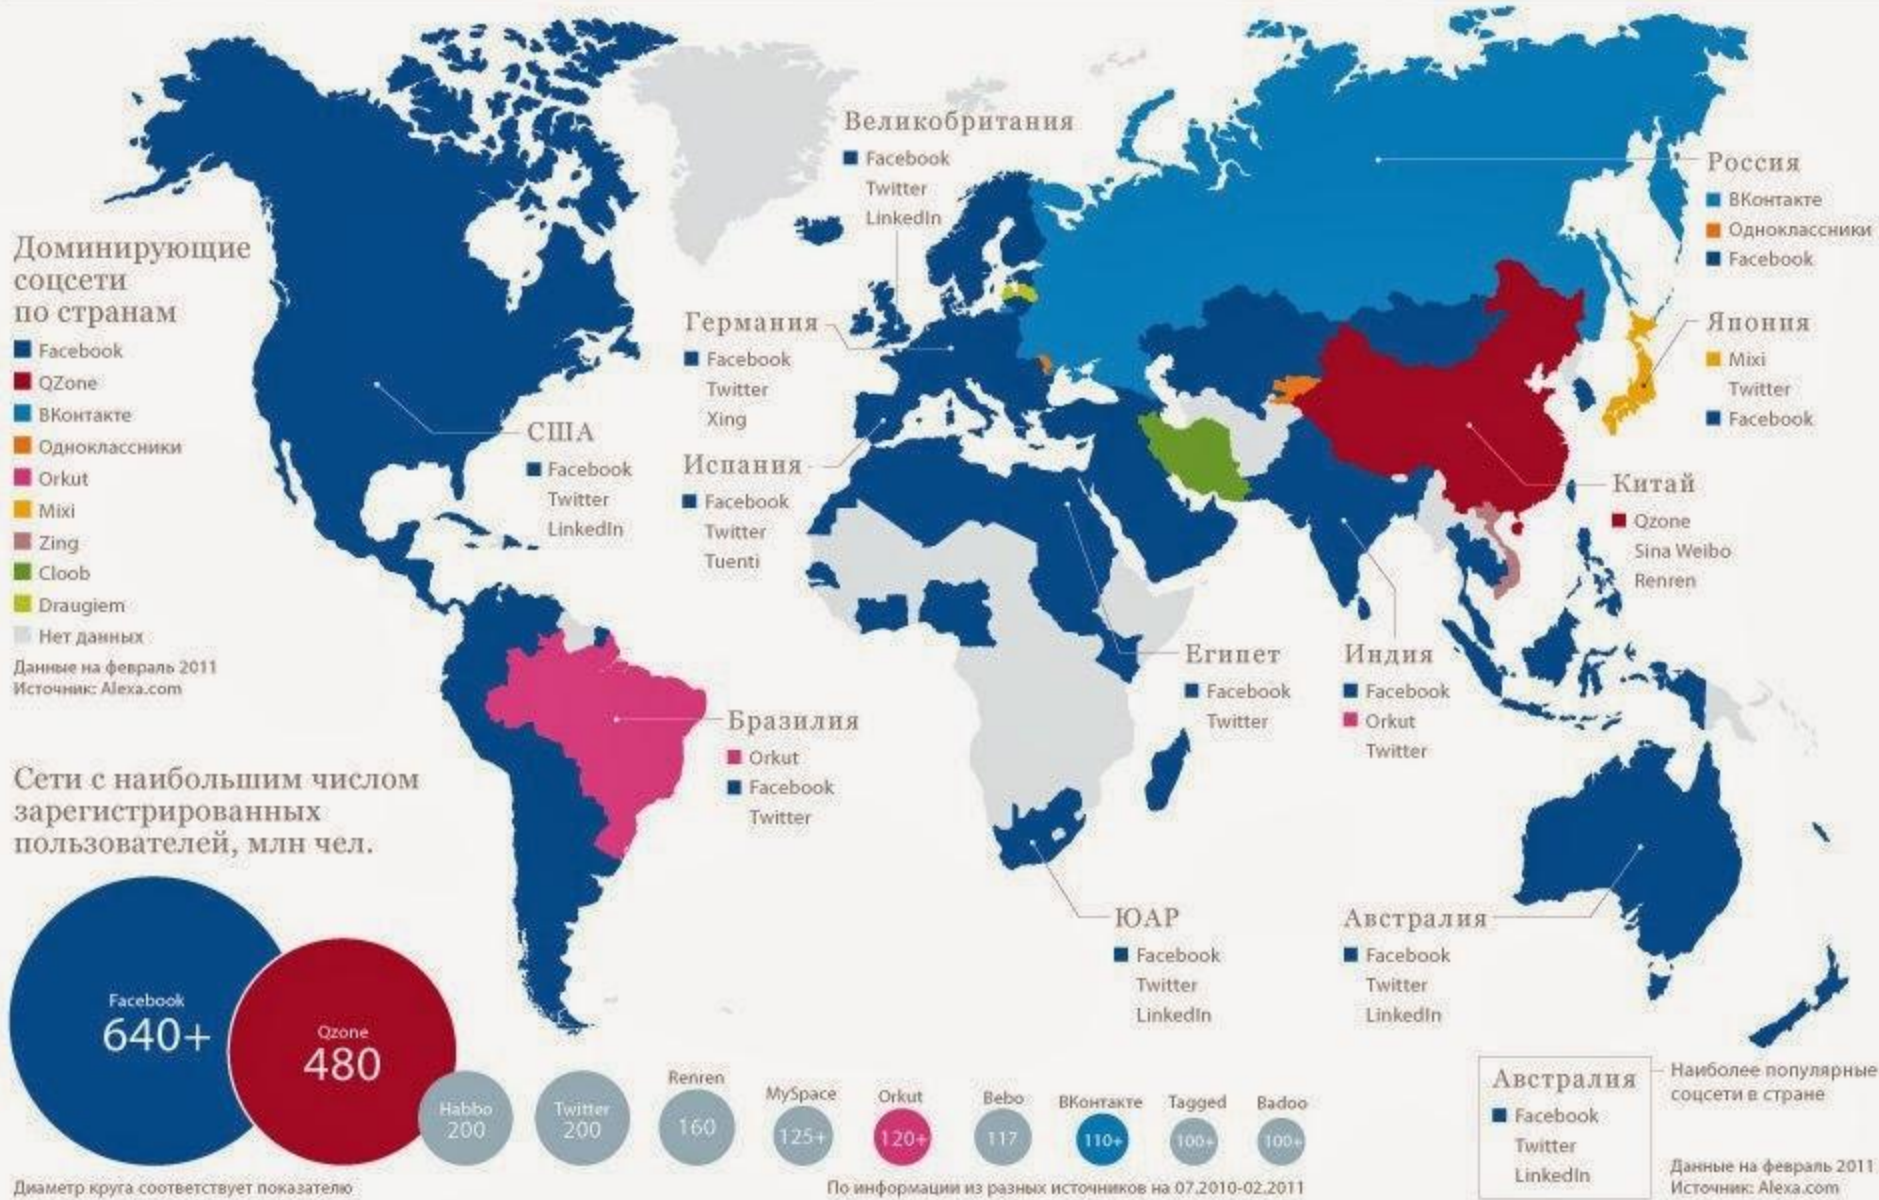 Великобритания
Facebook
Twitter
LinkedIn
Россия
ВКонтакте
Одноклассники
Facebook
Доминирующие
соцсети
по странам
Facebook
QZone
ВКонтакте
Одноклассники
Orkut
Mixi
Zing
Cloob
Draugiem
Нет данных
Данные на февраль 2011
Источник: Alexa.com
Германия
Facebook
Twitter
Xing
Япония
Mixi
Twitter
Facebook
США
Facebook
Twitter
LinkedIn
Испания
Facebook
Twitter
Tuenti
Китай
Qzone
Sina Weibo
Renren
Египет
Facebook
Twitter
Индия
Facebook
Orkut
Twitter
Бразилия
Orkut
Facebook
Twitter
Сети с наибольшим числом
зарегистрированных
пользователей, млн чел.
ЮАР
Facebook
Twitter
LinkedIn
Австралия
Facebook
Twitter
LinkedIn
Facebook
640+
Qzone
480
Habbo
200
Twitter
200
Renren
160
MySpace
125+
Orkut
120+
Bebo
117
ВКонтакте
110+
Tagged
100+
Badoo
100+
Австралия
Facebook
Twitter
LinkedIn
Наиболее популярные
соцсети в стране
Данные на февраль 2011
Источник: Alexa.com
Диаметр круга соответствует показателю
По информации из разных источников на 07.2010-02.2011